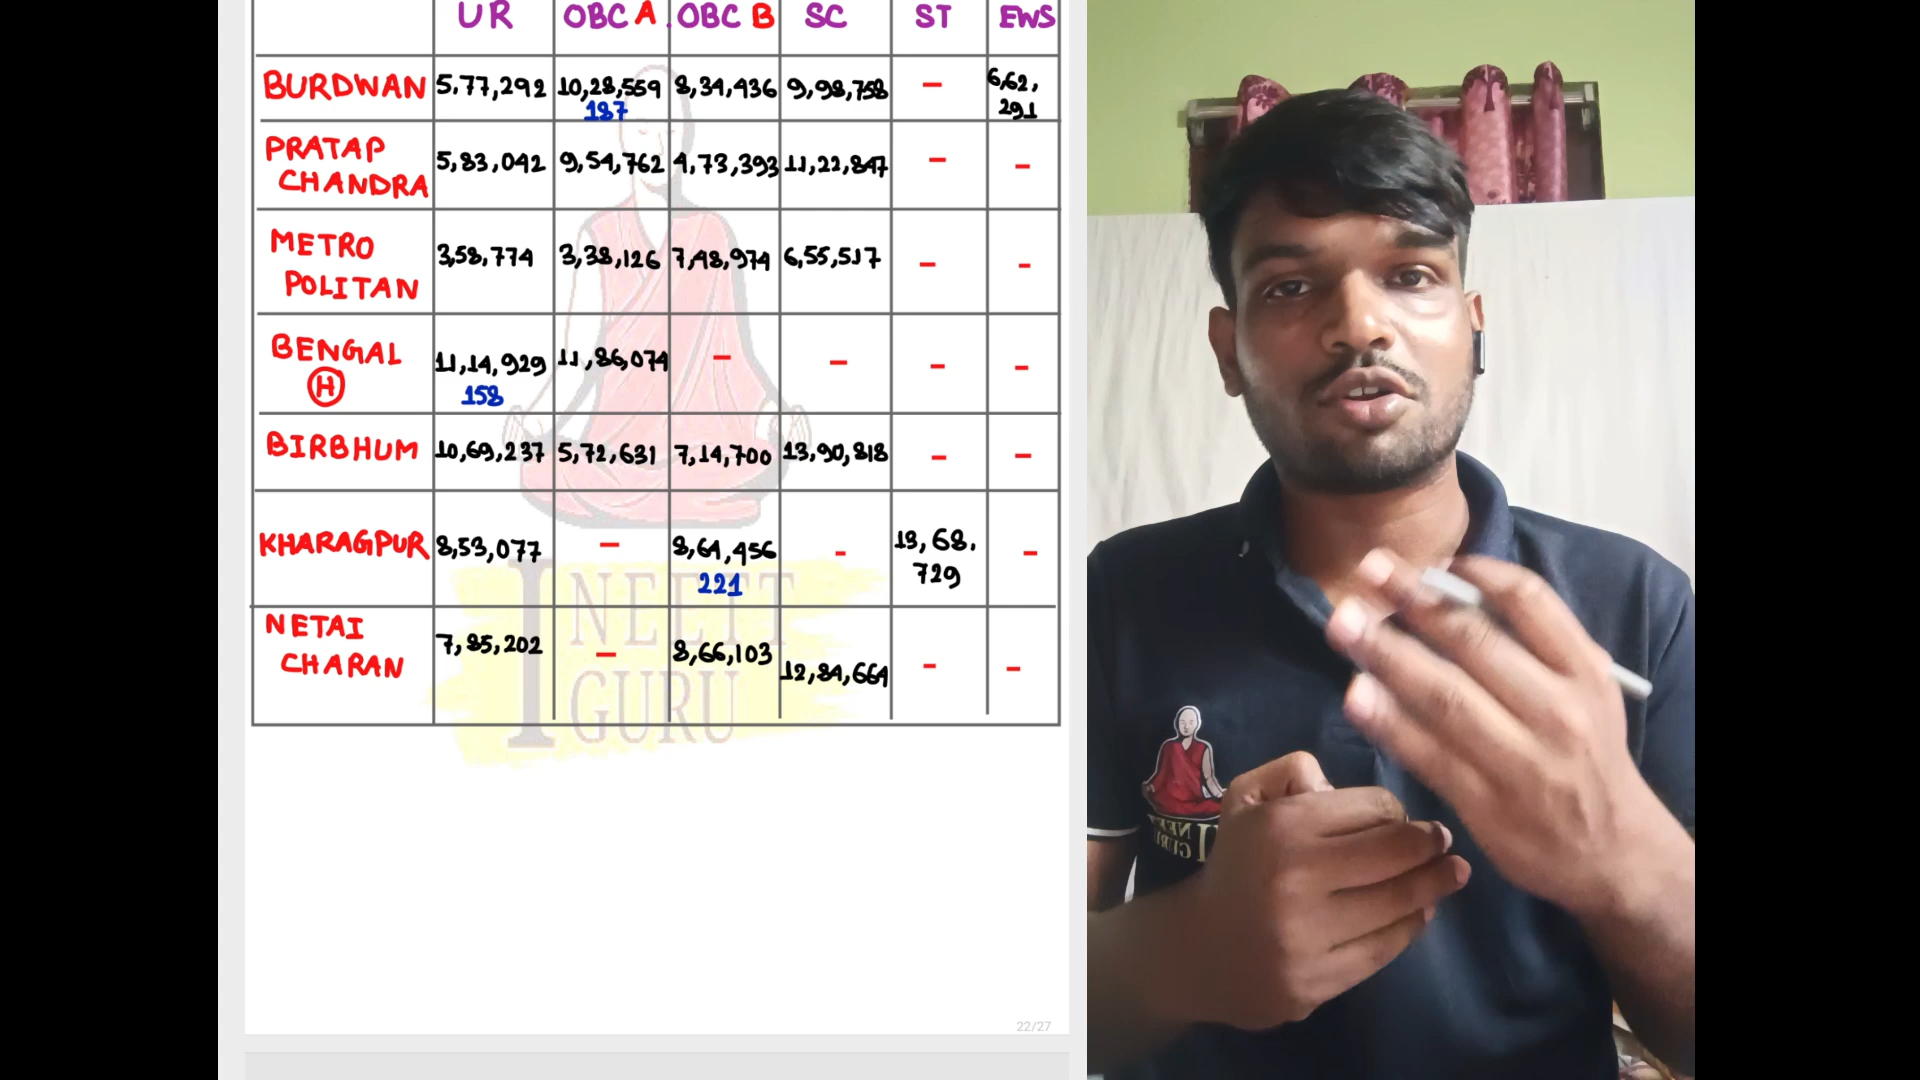 UR OBC A OBC B SC ST EWS
BURDWAN 5,77,292 10,28,559 8,34,436 9,98,758 - 6,62,
187 291
PRATAP
CHANDRA 5,83,042 9,54,762 4,73,393 11,22,847 - -
METRO
POLITAN 3,58,774 3,38,126 7,48,974 6,55,517 - -
BENGAL 11,14,929 11,86,074 - - - -
H 158
BIRBHUM 10,69,237 5,72,631 7,14,700 13,90,818 - -
KHARAGPUR 8,53,077 - 8,64,456 - 13,68, -
221 729
NETAI
CHARAN 7,85,202 - 8,66,103 12,84,664 - -
I NEETT
GURU
22/27